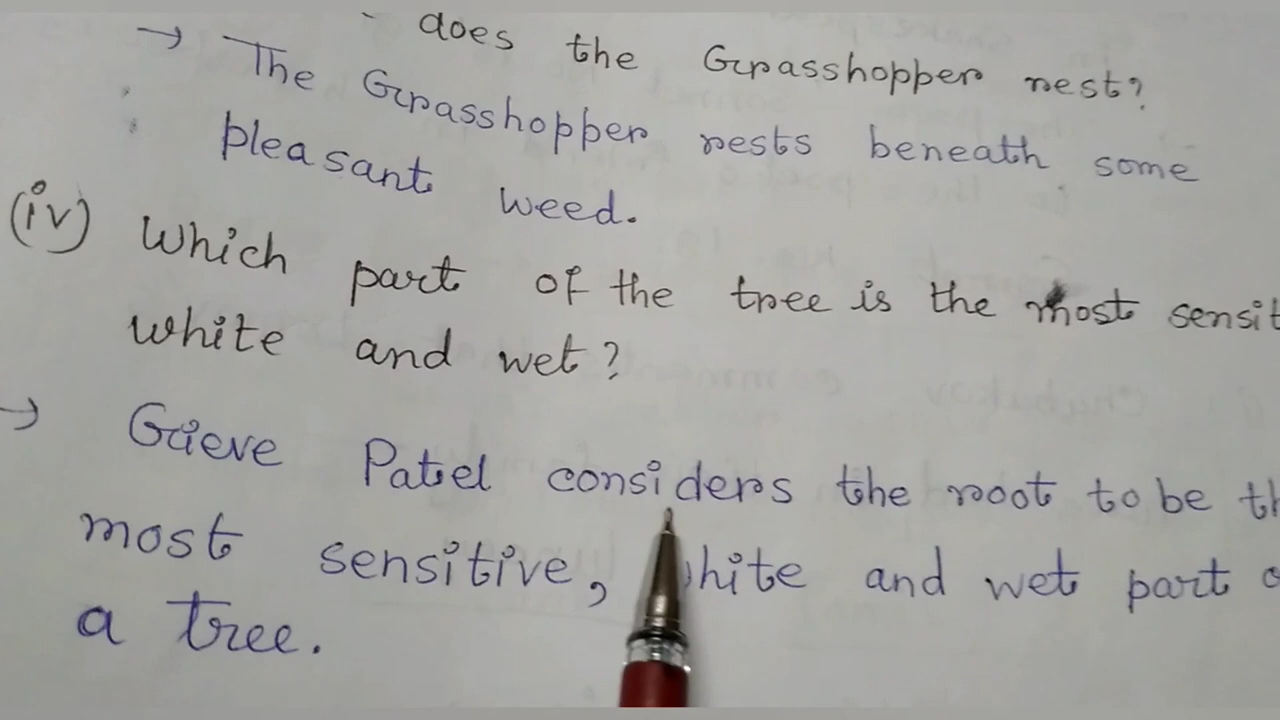 does the Grasshopper rest?
→ The Grasshopper rests beneath some
pleasant weed.
(iv) Which part of the tree is the most sensit
white and wet?
→ Gieve Patel considers the root to be th
most sensitive, white and wet part o
a tree.